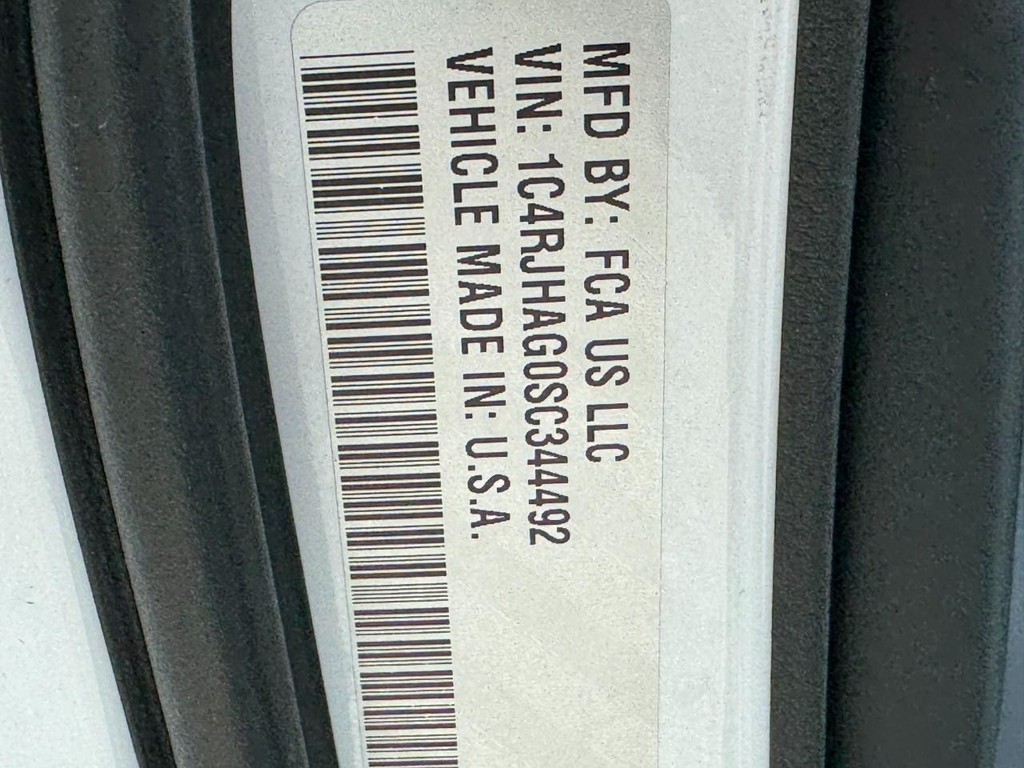 MFD BY: FCA US LLC
VIN: 1C4RJHAG0SC344492
VEHICLE MADE IN: U.S.A.